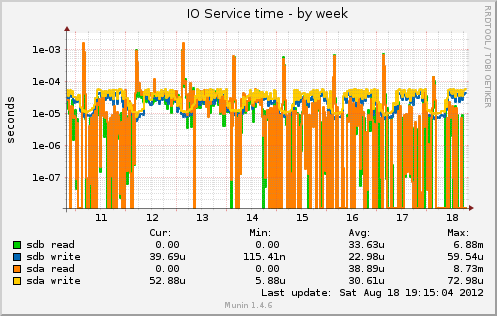 IO Service time - by week
RRDTOOL / TOBI OETIKER
seconds
1e-03
1e-04
1e-05
1e-06
1e-07
11 12 13 14 15 16 17 18
Cur: Min: Avg: Max:
sdb read 0.00 0.00 33.63u 6.88m
sdb write 39.69u 115.41n 22.98u 59.54u
sda read 0.00 0.00 38.89u 8.73m
sda write 52.88u 5.88u 30.61u 72.98u
Last update: Sat Aug 18 19:15:04 2012
Munin 1.4.6